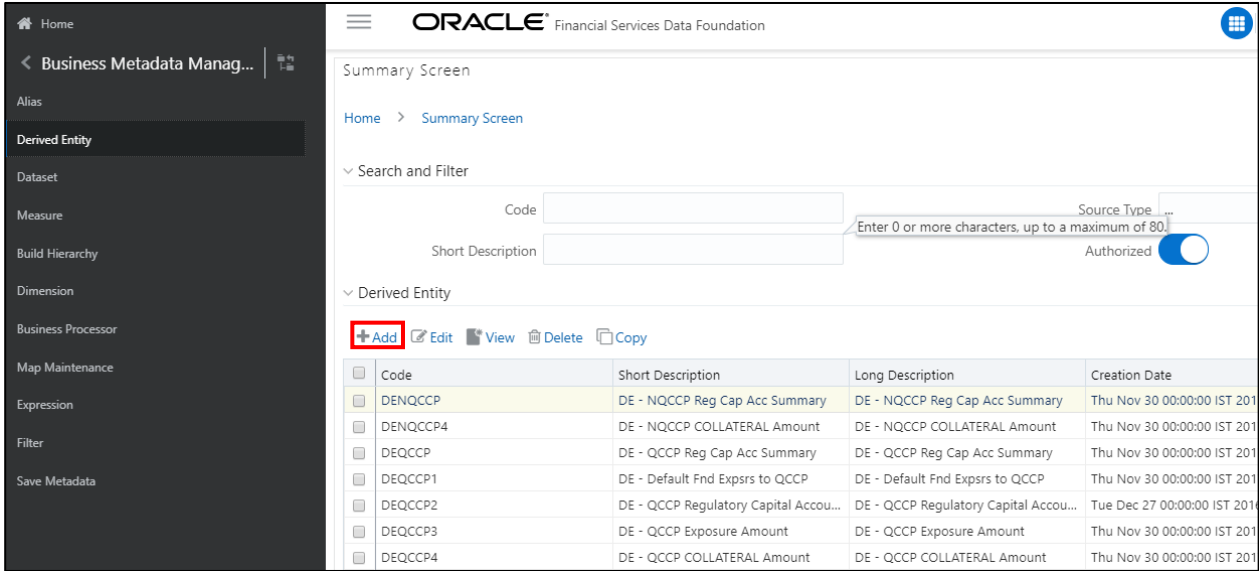 Home
Business Metadata Manag...
Alias
Derived Entity
Dataset
Measure
Build Hierarchy
Dimension
Business Processor
Map Maintenance
Expression
Filter
Save Metadata
ORACLE® Financial Services Data Foundation
Summary Screen
Home > Summary Screen
Search and Filter
Code Source Type ...
Enter 0 or more characters, up to a maximum of 80.
Short Description Authorized
Derived Entity
Add Edit View Delete Copy
Code Short Description Long Description Creation Date
DENQCCP DE - NQCCP Reg Cap Acc Summary DE - NQCCP Reg Cap Acc Summary Thu Nov 30 00:00:00 IST 201
DENQCCP4 DE - NQCCP COLLATERAL Amount DE - NQCCP COLLATERAL Amount Thu Nov 30 00:00:00 IST 201
DEQCCP DE - QCCP Reg Cap Acc Summary DE - QCCP Reg Cap Acc Summary Thu Nov 30 00:00:00 IST 201
DEQCCP1 DE - Default Fnd Expsrs to QCCP DE - Default Fnd Expsrs to QCCP Thu Nov 30 00:00:00 IST 201
DEQCCP2 DE - QCCP Regulatory Capital Accou... DE - QCCP Regulatory Capital Accou... Tue Dec 27 00:00:00 IST 2016
DEQCCP3 DE - QCCP Exposure Amount DE - QCCP Exposure Amount Thu Nov 30 00:00:00 IST 201
DEQCCP4 DE - QCCP COLLATERAL Amount DE - QCCP COLLATERAL Amount Thu Nov 30 00:00:00 IST 201